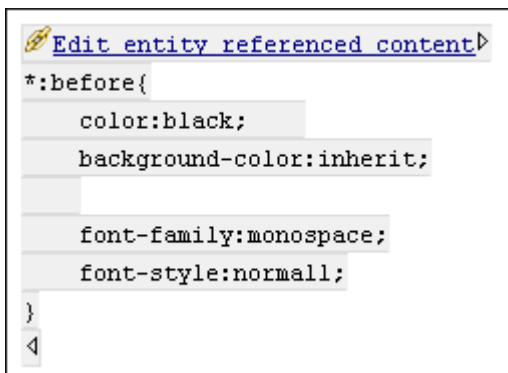 Edit entity referenced content
*:before{
color:black;
background-color:inherit;
font-family:monospace;
font-style:normall;
}